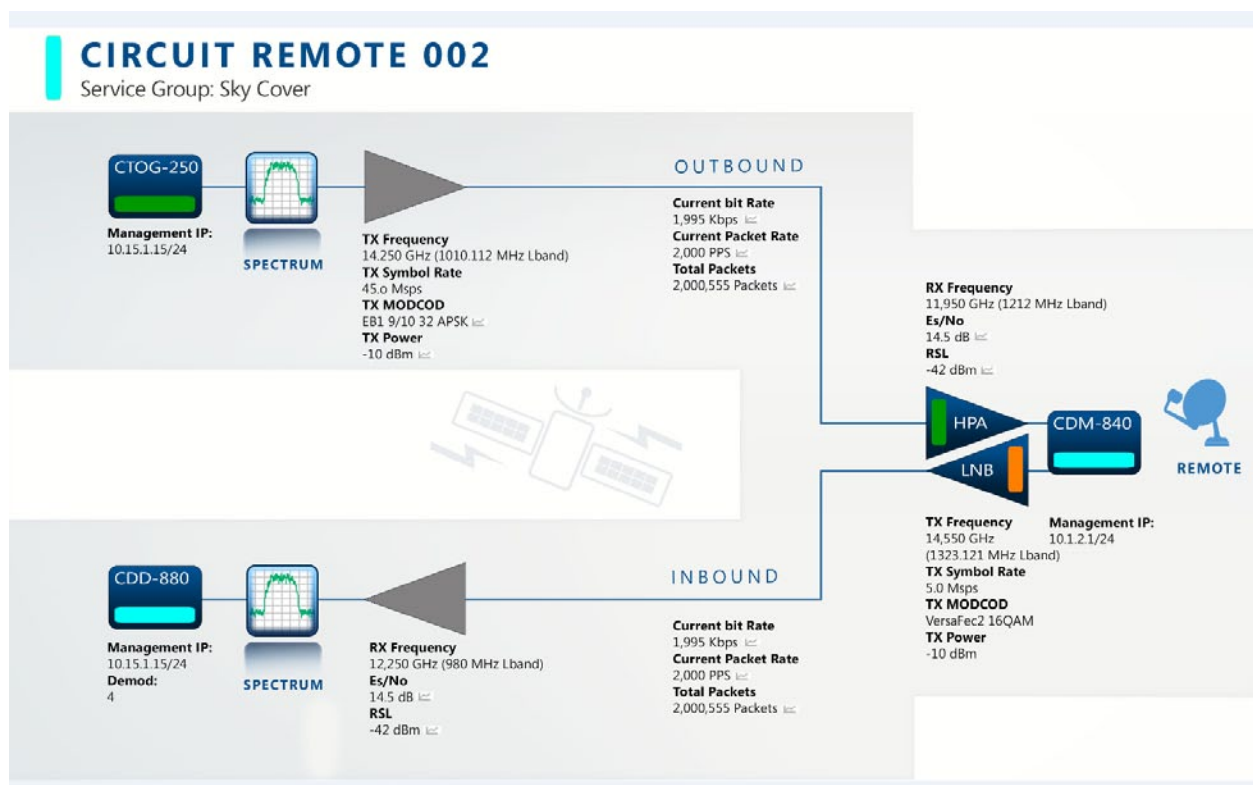 CIRCUIT REMOTE 002
Service Group: Sky Cover
CTOG-250
Management IP:
10.15.1.15/24
SPECTRUM
TX Frequency
14.250 GHz (1010.112 MHz Lband)
TX Symbol Rate
45.o Msps
TX MODCOD
EB1 9/10 32 APSK
TX Power
-10 dBm
OUTBOUND
Current bit Rate
1,995 Kbps
Current Packet Rate
2,000 PPS
Total Packets
2,000,555 Packets
RX Frequency
11,950 GHz (1212 MHz Lband)
Es/No
14.5 dB
RSL
-42 dBm
HPA
CDM-840
LNB
REMOTE
TX Frequency
14,550 GHz
(1323.121 MHz Lband)
TX Symbol Rate
5.0 Msps
TX MODCOD
VersaFec2 16QAM
TX Power
-10 dBm
Management IP:
10.1.2.1/24
CDD-880
Management IP:
10.15.1.15/24
Demod:
4
SPECTRUM
RX Frequency
12,250 GHz (980 MHz Lband)
Es/No
14.5 dB
RSL
-42 dBm
INBOUND
Current bit Rate
1,995 Kbps
Current Packet Rate
2,000 PPS
Total Packets
2,000,555 Packets